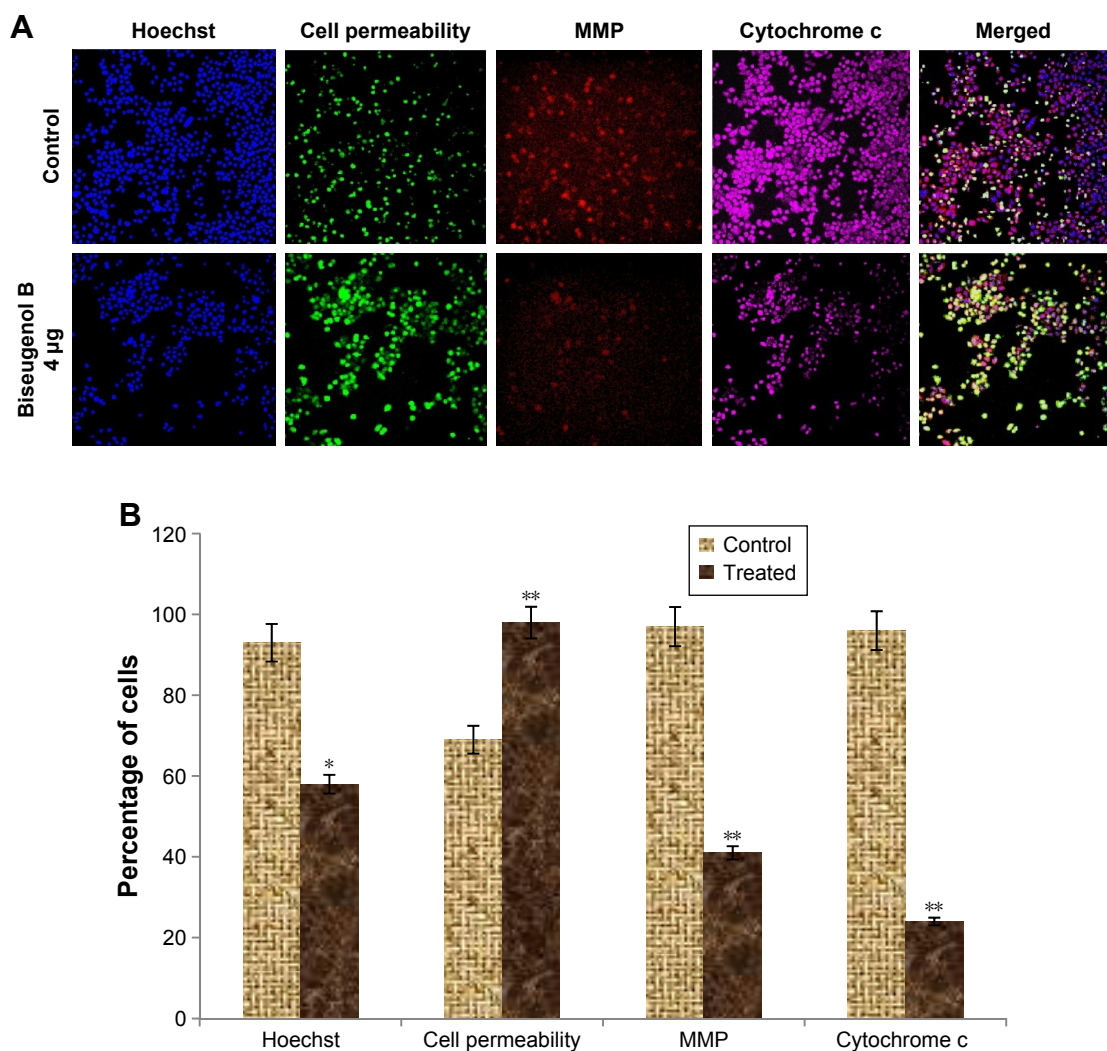 A
Hoechst Cell permeability MMP Cytochrome c Merged
Control
Biseugenol B
4 µg
B
120
100
80
60
40
20
0
Percentage of cells
Control
Treated
*
**
**
**
Hoechst Cell permeability MMP Cytochrome c